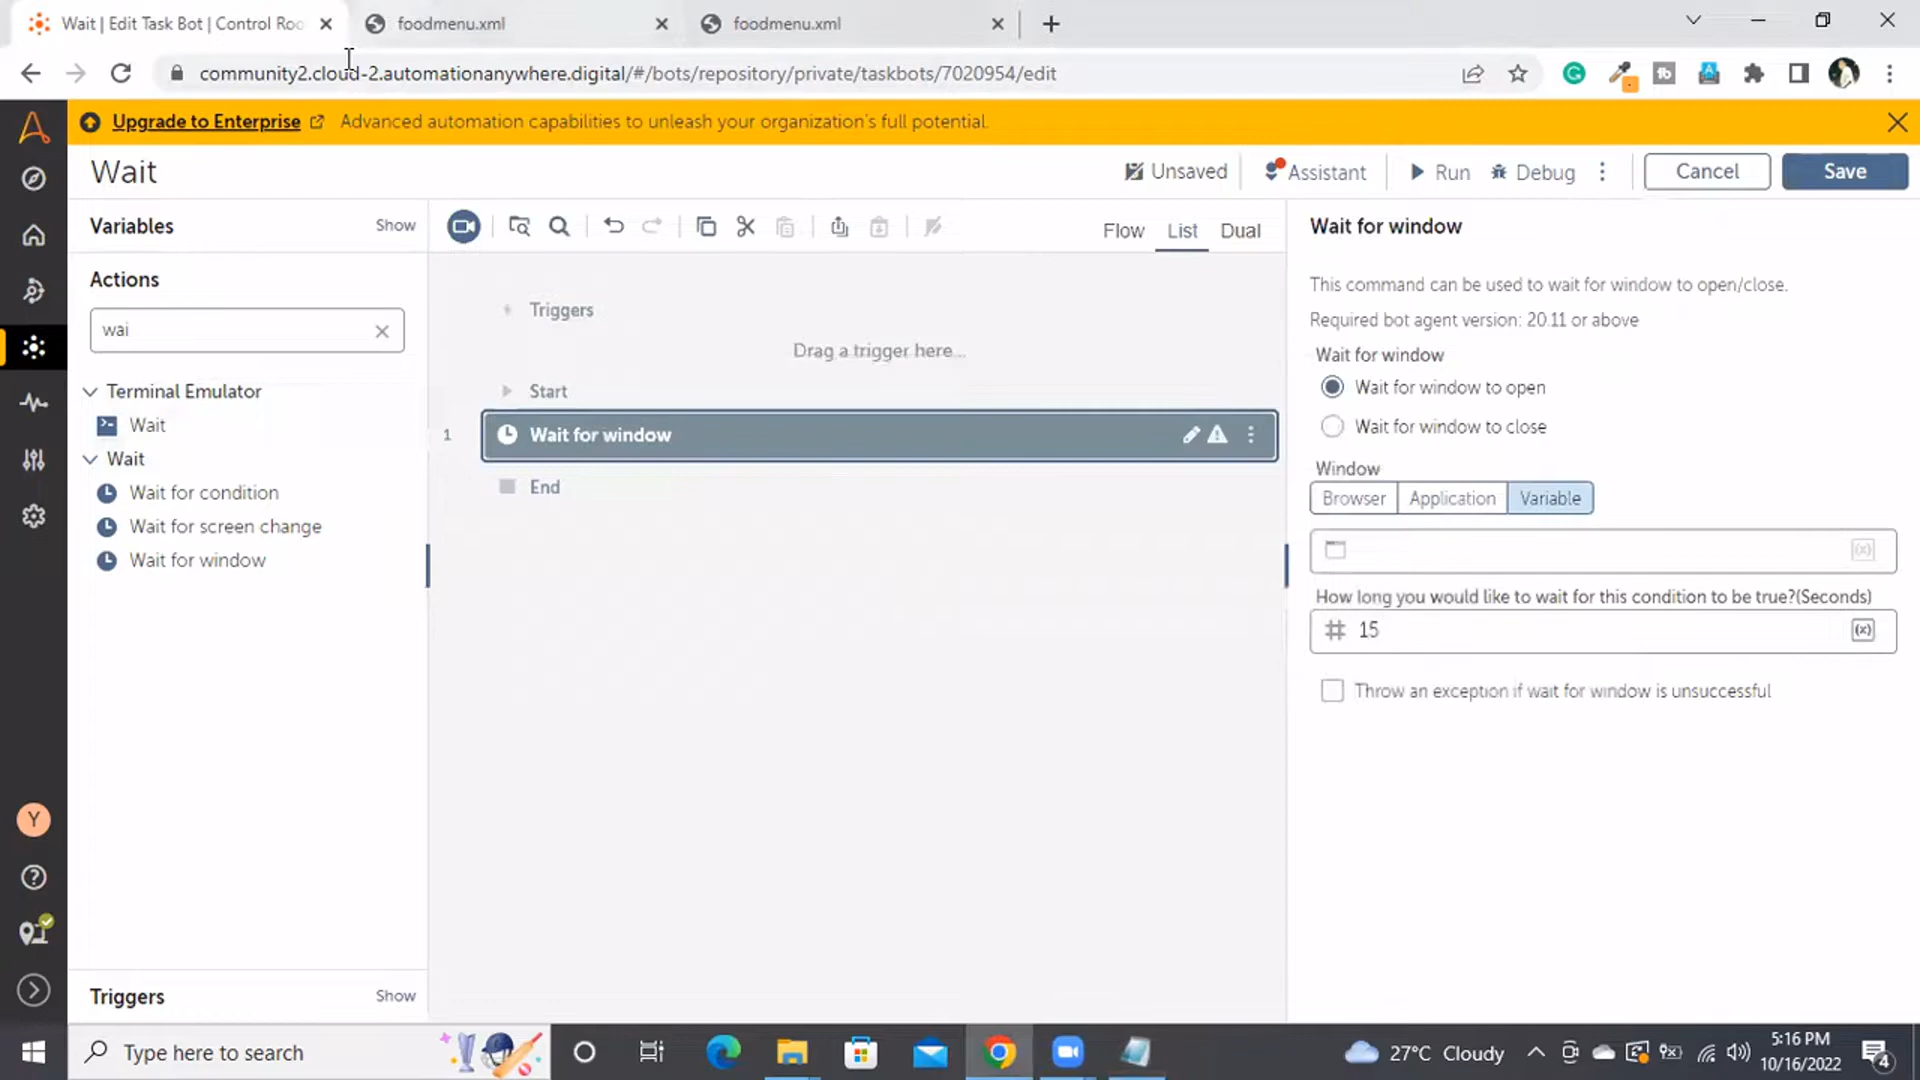 Wait | Edit Task Bot | Control Roo
foodmenu.xml
foodmenu.xml
community2.cloud-2.automationanywhere.digital/#/bots/repository/private/taskbots/7020954/edit
Upgrade to Enterprise Advanced automation capabilities to unleash your organization's full potential.
Wait
Unsaved
Assistant
Run
Debug
Cancel
Save
Variables
Show
Flow
List
Dual
Wait for window
Actions
wai
Terminal Emulator
Wait
Wait
Wait for condition
Wait for screen change
Wait for window
Triggers
Drag a trigger here...
Start
1
Wait for window
End
This command can be used to wait for window to open/close.
Required bot agent version: 20.11 or above
Wait for window
Wait for window to open
Wait for window to close
Window
Browser
Application
Variable
(x)
How long you would like to wait for this condition to be true?(Seconds)
15
(x)
Throw an exception if wait for window is unsuccessful
Y
Triggers
Show
Type here to search
27°C Cloudy
5:16 PM
10/16/2022
4